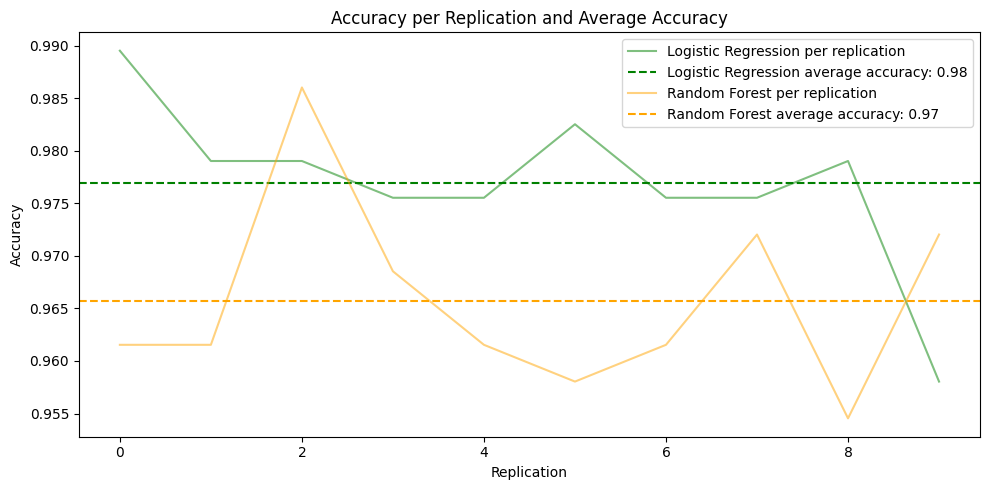 Accuracy per Replication and Average Accuracy
Logistic Regression per replication
Logistic Regression average accuracy: 0.98
Random Forest per replication
Random Forest average accuracy: 0.97
Accuracy
0.990
0.985
0.980
0.975
0.970
0.965
0.960
0.955
0 2 4 6 8
Replication